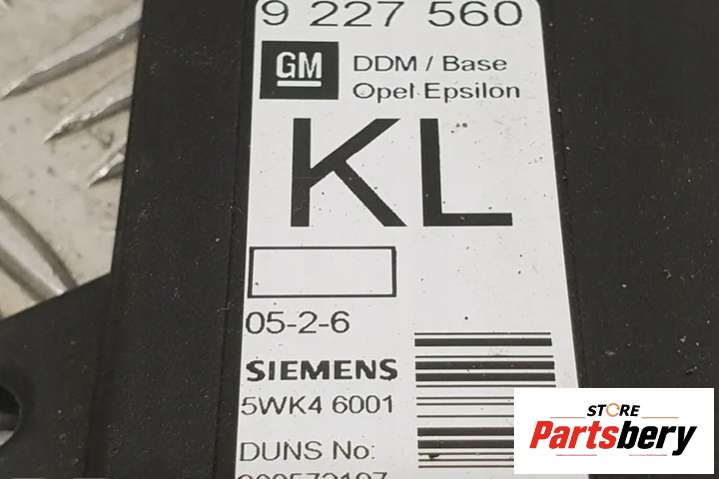 9 227 560
GM
DDM / Base
Opel Epsilon
KL
05-2-6
SIEMENS
5WK4 6001
DUNS No:
STORE
Partsbery